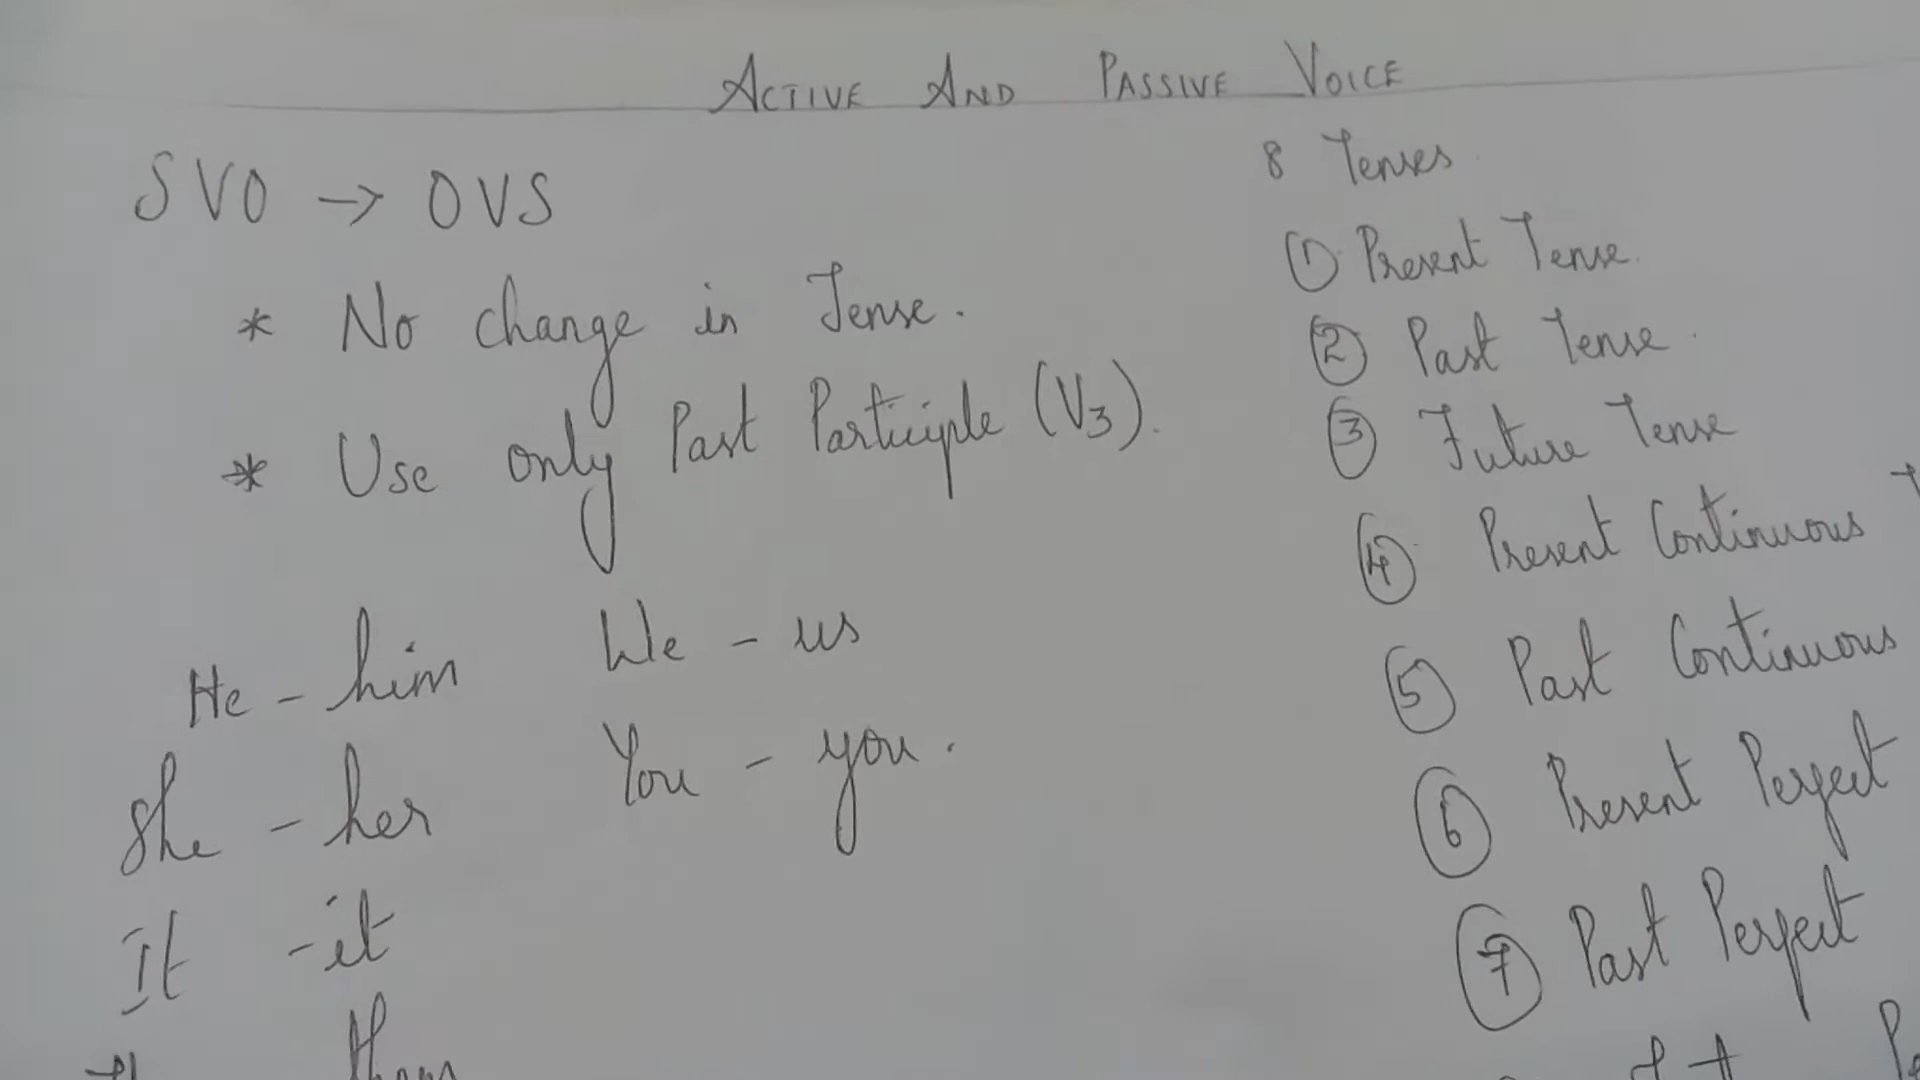 ACTIVE AND PASSIVE VOICE
SVO → OVS
* No change in Tense.
* Use only Past Participle (V3).
He - him
She - her
It - it
them
We - us
You - you.
8 Tenses.
① Present Tense.
② Past Tense.
③ Future Tense
④ Present Continuous
⑤ Past Continuous
⑥ Present Perfect
⑦ Past Perfect